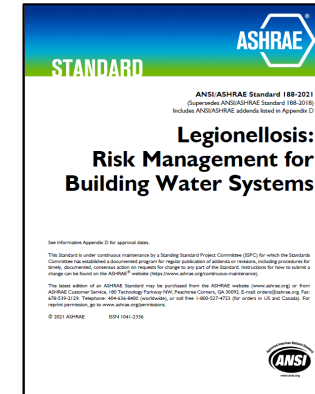 ASHRAE
STANDARD
ANSI/ASHRAE Standard 188-2021
(Supersedes ANSI/ASHRAE Standard 188-2018)
Includes ANSI/ASHRAE addenda listed in Appendix D
Legionellosis:
Risk Management for
Building Water Systems
See Informative Appendix D for approval dates.
This Standard is under continuous maintenance by a Standing Standard Project Committee (SSPC) for which the Standards
Committee has established a documented program for regular publication of addenda or revisions, including procedures for
timely, documented, consensus action on requests for change to any part of the Standard. Instructions for how to submit a
change can be found on the ASHRAE® website (https://www.ashrae.org/continuous-maintenance).
The latest edition of an ASHRAE Standard may be purchased from the ASHRAE website (www.ashrae.org) or from
ASHRAE Customer Service, 180 Technology Parkway NW, Peachtree Corners, GA 30092. E-mail: orders@ashrae.org. Fax:
678-539-2129. Telephone: 404-636-8400 (worldwide), or toll free 1-800-527-4723 (for orders in US and Canada). For
reprint permission, go to www.ashrae.org/permissions.
© 2021 ASHRAE ISSN 1041-2336
ANSI